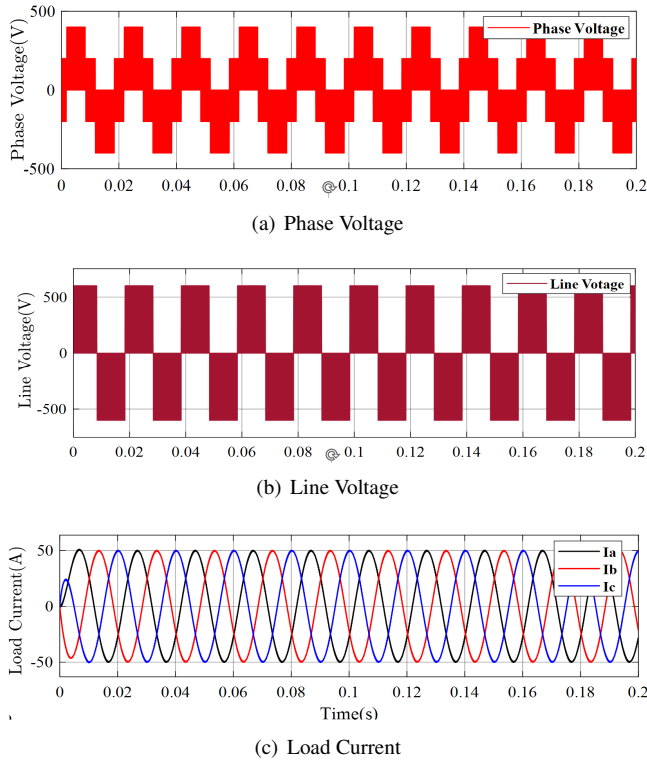 500
Phase Voltage
Phase Voltage(V)
0
-500
0 0.02 0.04 0.06 0.08 0.1 0.12 0.14 0.16 0.18 0.2
(a) Phase Voltage
Line Votage
500
Line Voltage(V)
0
-500
0 0.02 0.04 0.06 0.08 0.1 0.12 0.14 0.16 0.18 0.2
(b) Line Voltage
50
Ia
Ib
Ic
Load Current(A)
0
-50
0 0.02 0.04 0.06 0.08 0.1 0.12 0.14 0.16 0.18 0.2
Time(s)
(c) Load Current